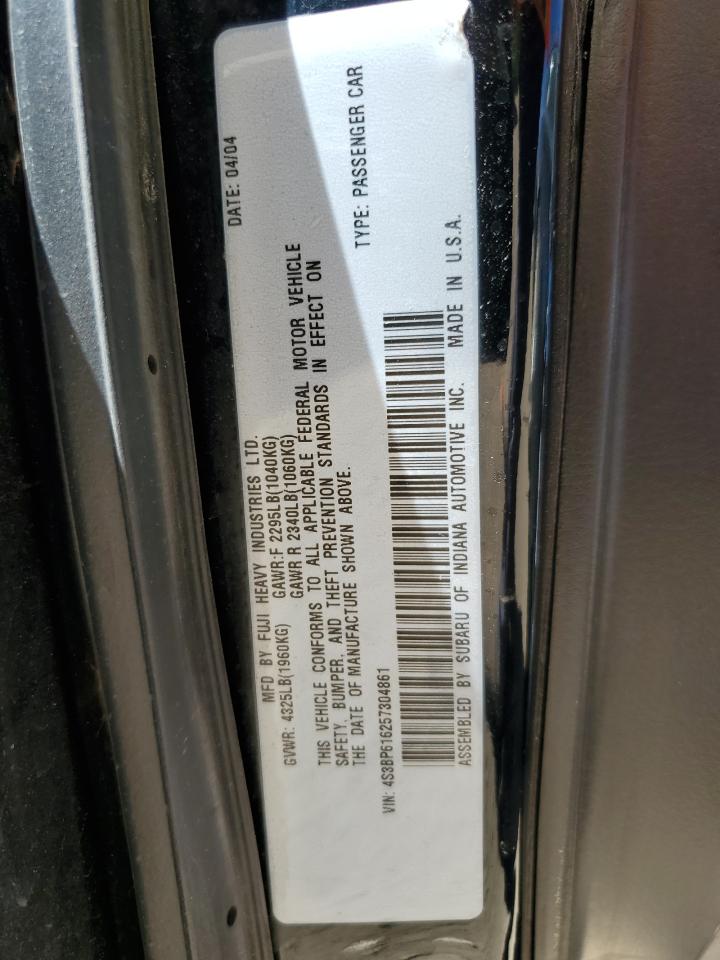 MFD BY FUJI HEAVY INDUSTRIES LTD. DATE: 04/04
GVWR: 4325LB(1960KG) GAWR:F 2295LB(1040KG)
GAWR R 2340LB(1060KG)
THIS VEHICLE CONFORMS TO ALL APPLICABLE FEDERAL MOTOR VEHICLE
SAFETY, BUMPER, AND THEFT PREVENTION STANDARDS IN EFFECT ON
THE DATE OF MANUFACTURE SHOWN ABOVE.
VIN: 4S3BP616257304861 TYPE: PASSENGER CAR
ASSEMBLED BY SUBARU OF INDIANA AUTOMOTIVE INC. MADE IN U.S.A.